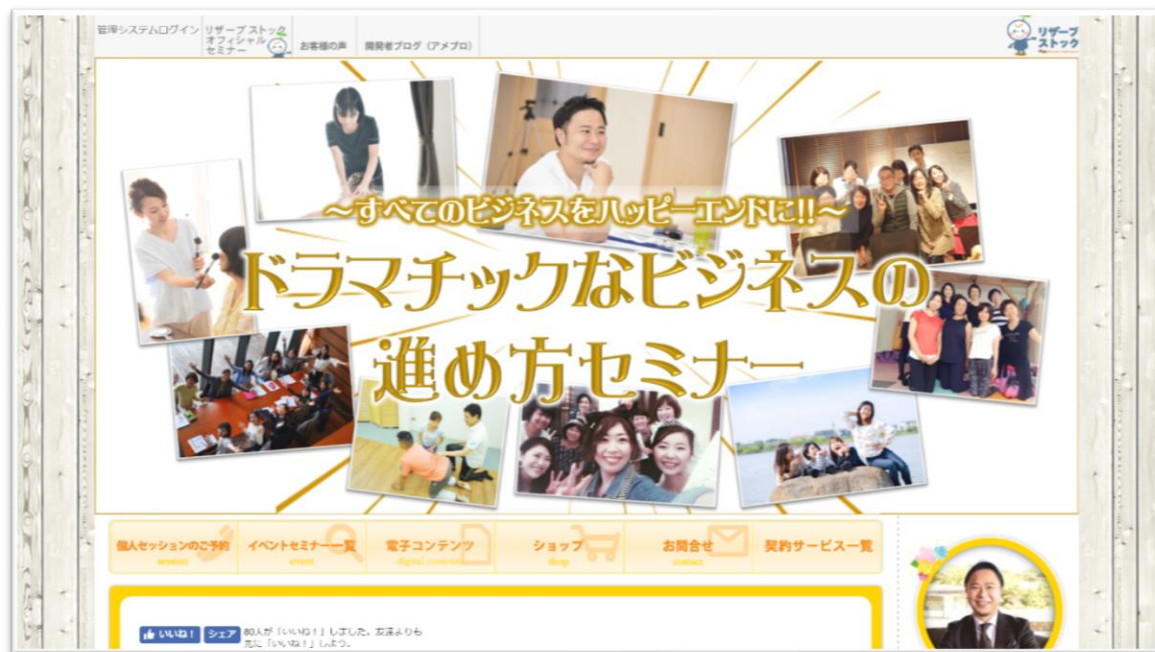 管理システムログイン
リザーブストック
オフィシャル
セミナー
お客様の声
開発者ブログ（アメブロ）
リザーブ
ストック
～すべてのビジネスをハッピーエンドに!!～
ドラマチックなビジネスの
進め方セミナー
個人セッションのご予約
session
イベントセミナー一覧
event
電子コンテンツ
digital contents
ショップ
shop
お問合せ
contact
契約サービス一覧
いいね！
シェア
80人が「いいね！」しました。友達よりも
先に「いいね！」しよう。